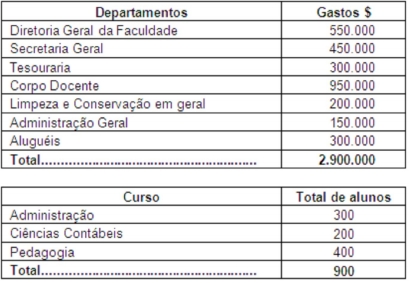 Departamentos Gastos $
Diretoria Geral da Faculdade 550.000
Secretaria Geral 450.000
Tesouraria 300.000
Corpo Docente 950.000
Limpeza e Conservação em geral 200.000
Administração Geral 150.000
Aluguéis 300.000
Total........................................................ 2.900.000
Curso Total de alunos
Administração 300
Ciências Contábeis 200
Pedagogia 400
Total........................................................ 900